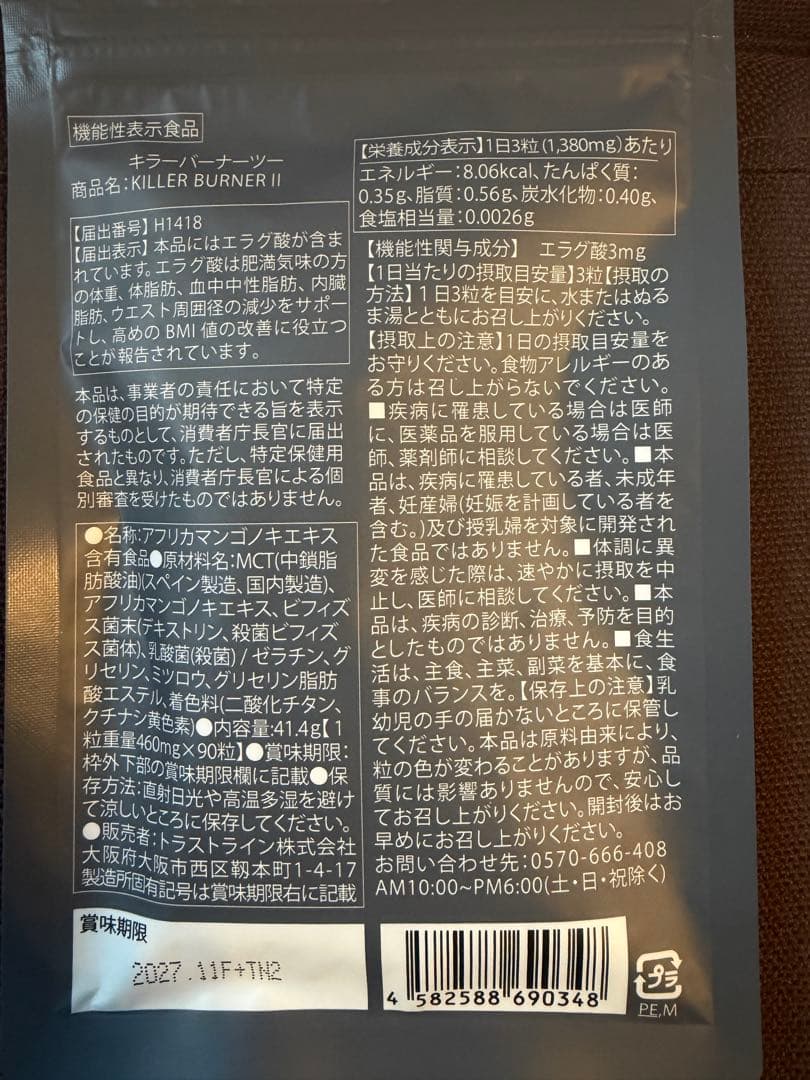 機能性表示食品
キラーバーナーツー
商品名：KILLER BURNER II
【届出番号】H1418
【届出表示】本品にはエラグ酸が含ま
れています。エラグ酸は肥満気味の方
の体重、体脂肪、血中中性脂肪、内臓
脂肪、ウエスト周囲径の減少をサポー
トし、高めのBMI値の改善に役立つ
ことが報告されています。
本品は、事業者の責任において特定
の保健の目的が期待できる旨を表示
するものとして、消費者庁長官に届出
されたものです。ただし、特定保健用
食品と異なり、消費者庁長官による個
別審査を受けたものではありません。
●名称：アフリカマンゴノキエキス
含有食品●原材料名：MCT(中鎖脂
肪酸油)(スペイン製造、国内製造)、
アフリカマンゴノキエキス、ビフィズ
ス菌末(デキストリン、殺菌ビフィズ
ス菌体)、乳酸菌(殺菌) / ゼラチン、グ
リセリン、ミツロウ、グリセリン脂肪
酸エステル、着色料(二酸化チタン、
クチナシ黄色素)●内容量：41.4g【1
粒重量460mg×90粒】●賞味期限：
枠外下部の賞味期限欄に記載●保
存方法：直射日光や高温多湿を避け
て涼しいところに保存してください。
●販売者：トラストライン株式会社
大阪府大阪市西区靱本町1-4-17
製造所固有記号は賞味期限右に記載
【栄養成分表示】1日3粒(1,380mg)あたり
エネルギー：8.06kcal、たんぱく質：
0.35g、脂質：0.56g、炭水化物：0.40g、
食塩相当量：0.0026g
【機能性関与成分】 エラグ酸3mg
【1日当たりの摂取目安量】3粒【摂取の
方法】1日3粒を目安に、水またはぬる
ま湯とともにお召し上がりください。
【摂取上の注意】1日の摂取目安量を
お守りください。食物アレルギーのあ
る方は召し上がらないでください。
■疾病に罹患している場合は医師
に、医薬品を服用している場合は医
師、薬剤師に相談してください。■本
品は、疾病に罹患している者、未成年
者、妊産婦(妊娠を計画している者を
含む。)及び授乳婦を対象に開発され
た食品ではありません。■体調に異
変を感じた際は、速やかに摂取を中
止し、医師に相談してください。■本
品は、疾病の診断、治療、予防を目的
としたものではありません。■食生
活は、主食、主菜、副菜を基本に、食
事のバランスを。【保存上の注意】乳
幼児の手の届かないところに保管し
てください。本品は原料由来により、
粒の色が変わることがありますが、品
質には影響ありませんので、安心し
てお召し上がりください。開封後はお
早めにお召し上がりください。
お問い合わせ先：0570-666-408
AM10:00~PM6:00(土・日・祝除く)
賞味期限
2027.11F+TN2
4 582588 690348
プラ
PE,M